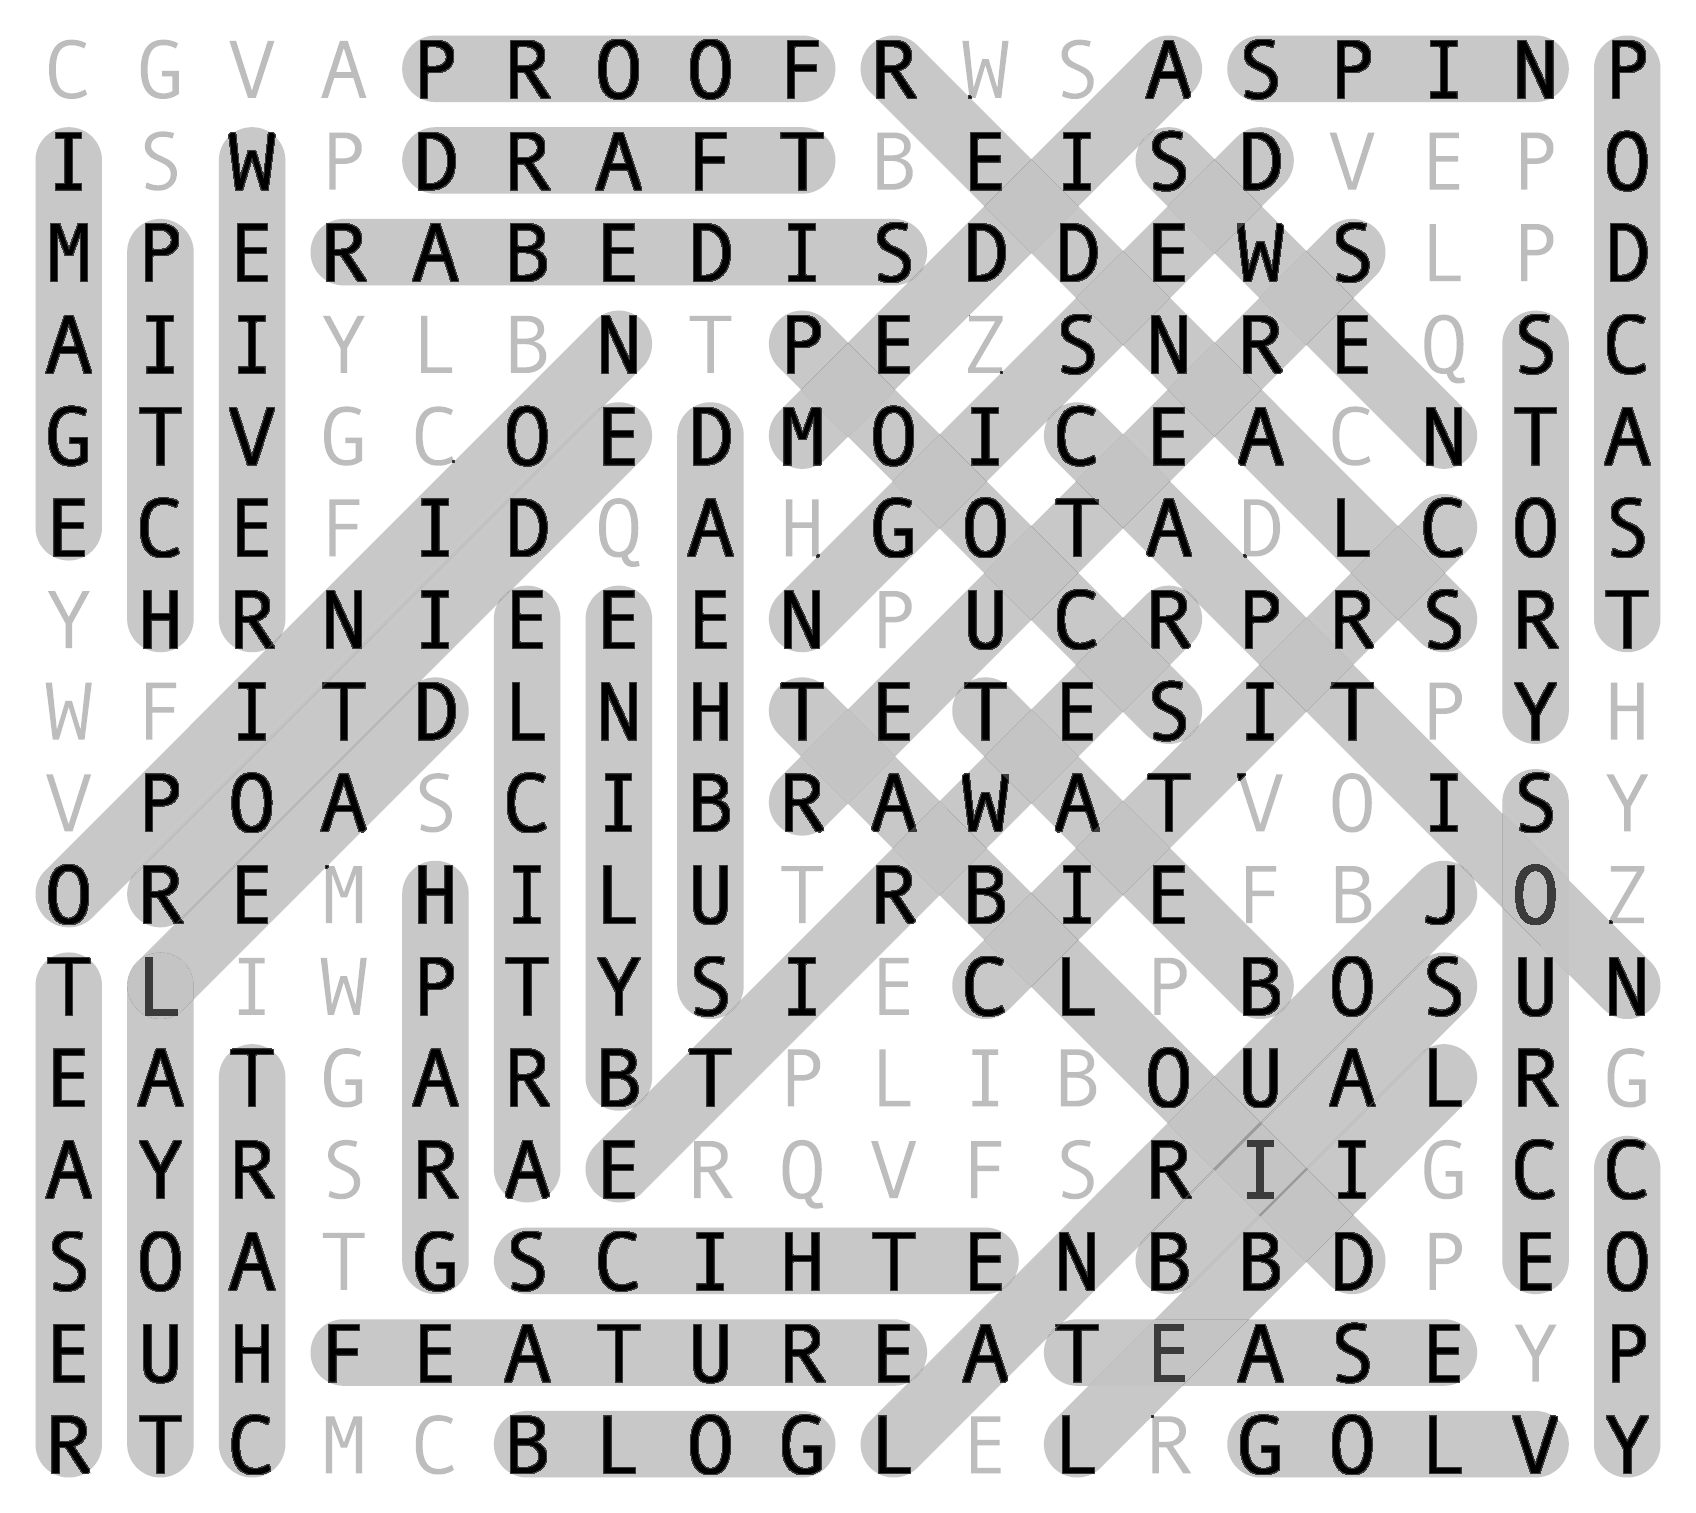 C G V A P R O O F R W S A S P I N P
I S W P D R A F T B E I S D V E P O
M P E R A B E D I S D D E W S L P D
A I I Y L B N T P E Z S N R E Q S C
G T V G C O E D M O I C E A C N T A
E C E F I D Q A H G O T A D L C O S
Y H R N I E E E N P U C R P R S R T
W F I T D L N H T E T E S I T P Y H
V P O A S C I B R A W A T V O I S Y
O R E M H I L U T R B I E F B J O Z
T L I W P T Y S I E C L P B O S U N
E A T G A R B T P L I B O U A L R G
A Y R S R A E R Q V F S R I I G C C
S O A T G S C I H T E N B B D P E O
E U H F E A T U R E A T E A S E Y P
R T C M C B L O G L E L R G O L V Y